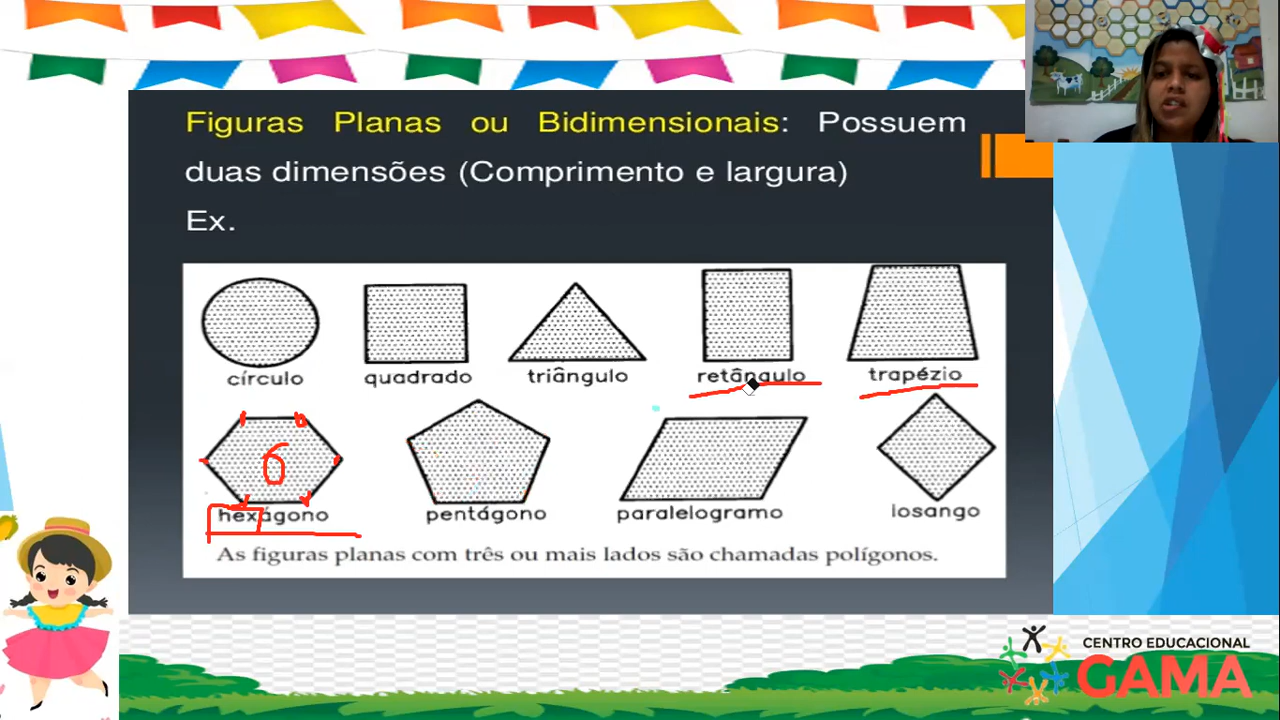 Figuras Planas ou Bidimensionais: Possuem
duas dimensões (Comprimento e largura)
Ex.
círculo quadrado triângulo retângulo trapézio
6
hexágono pentágono paralelogramo losango
As figuras planas com três ou mais lados são chamadas polígonos.
CENTRO EDUCACIONAL
GAMA